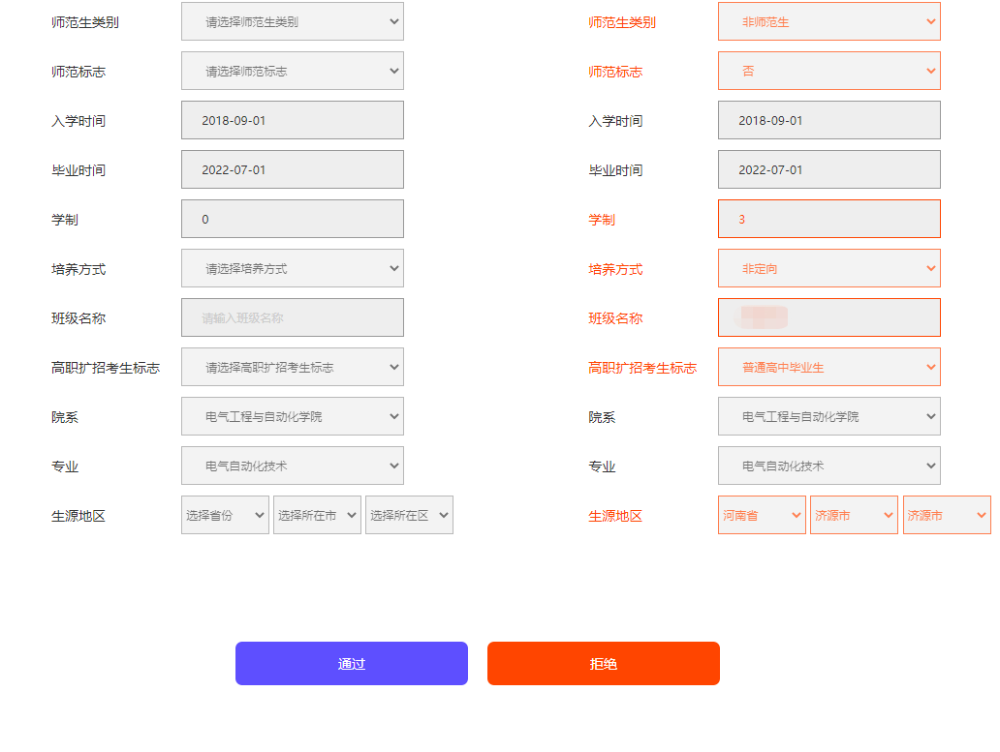 师范生类别 请选择师范生类别 师范生类别 非师范生
师范标志 请选择师范标志 师范标志 否
入学时间 2018-09-01 入学时间 2018-09-01
毕业时间 2022-07-01 毕业时间 2022-07-01
学制 0 学制 3
培养方式 请选择培养方式 培养方式 非定向
班级名称 请输入班级名称 班级名称
高职扩招考生标志 请选择高职扩招考生标志 高职扩招考生标志 普通高中毕业生
院系 电气工程与自动化学院 院系 电气工程与自动化学院
专业 电气自动化技术 专业 电气自动化技术
生源地区 选择省份 选择所在市 选择所在区 生源地区 河南省 济源市 济源市
通过 拒绝